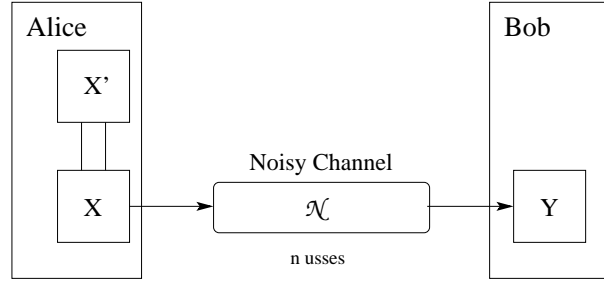 Alice
Bob
X'
Noisy Channel
X
𝒩
Y
n usses